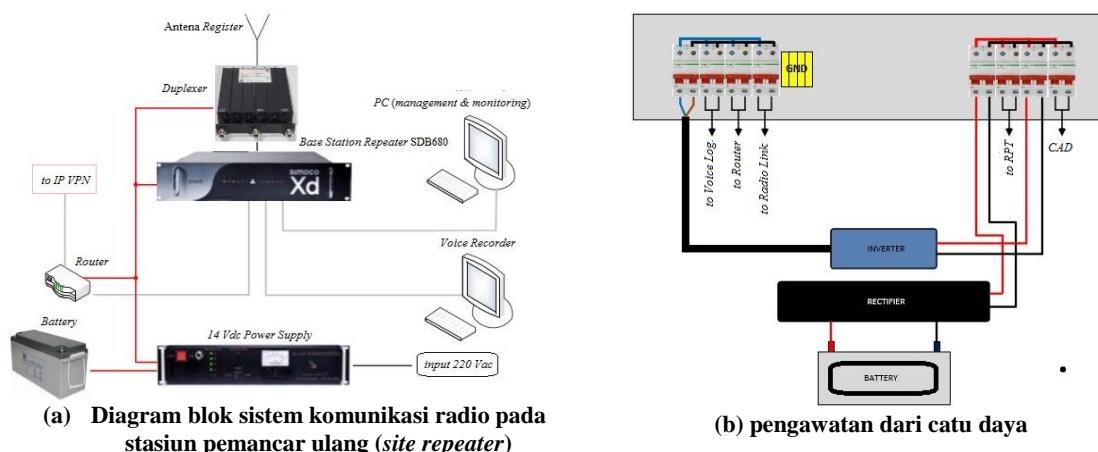 Antena Register
Duplexer
PC (management & monitoring)
Base Station Repeater SDB680
simoco
Xd
to IP VPN
Router
Voice Recorder
Battery
14 Vdc Power Supply
input 220 Vac
(a) Diagram blok sistem komunikasi radio pada
stasiun pemancar ulang (site repeater)
GND
to Voice Log
to Router
to Radio Link
to RPT
CAD
INVERTER
RECTIFIER
BATTERY
(b) pengawatan dari catu daya